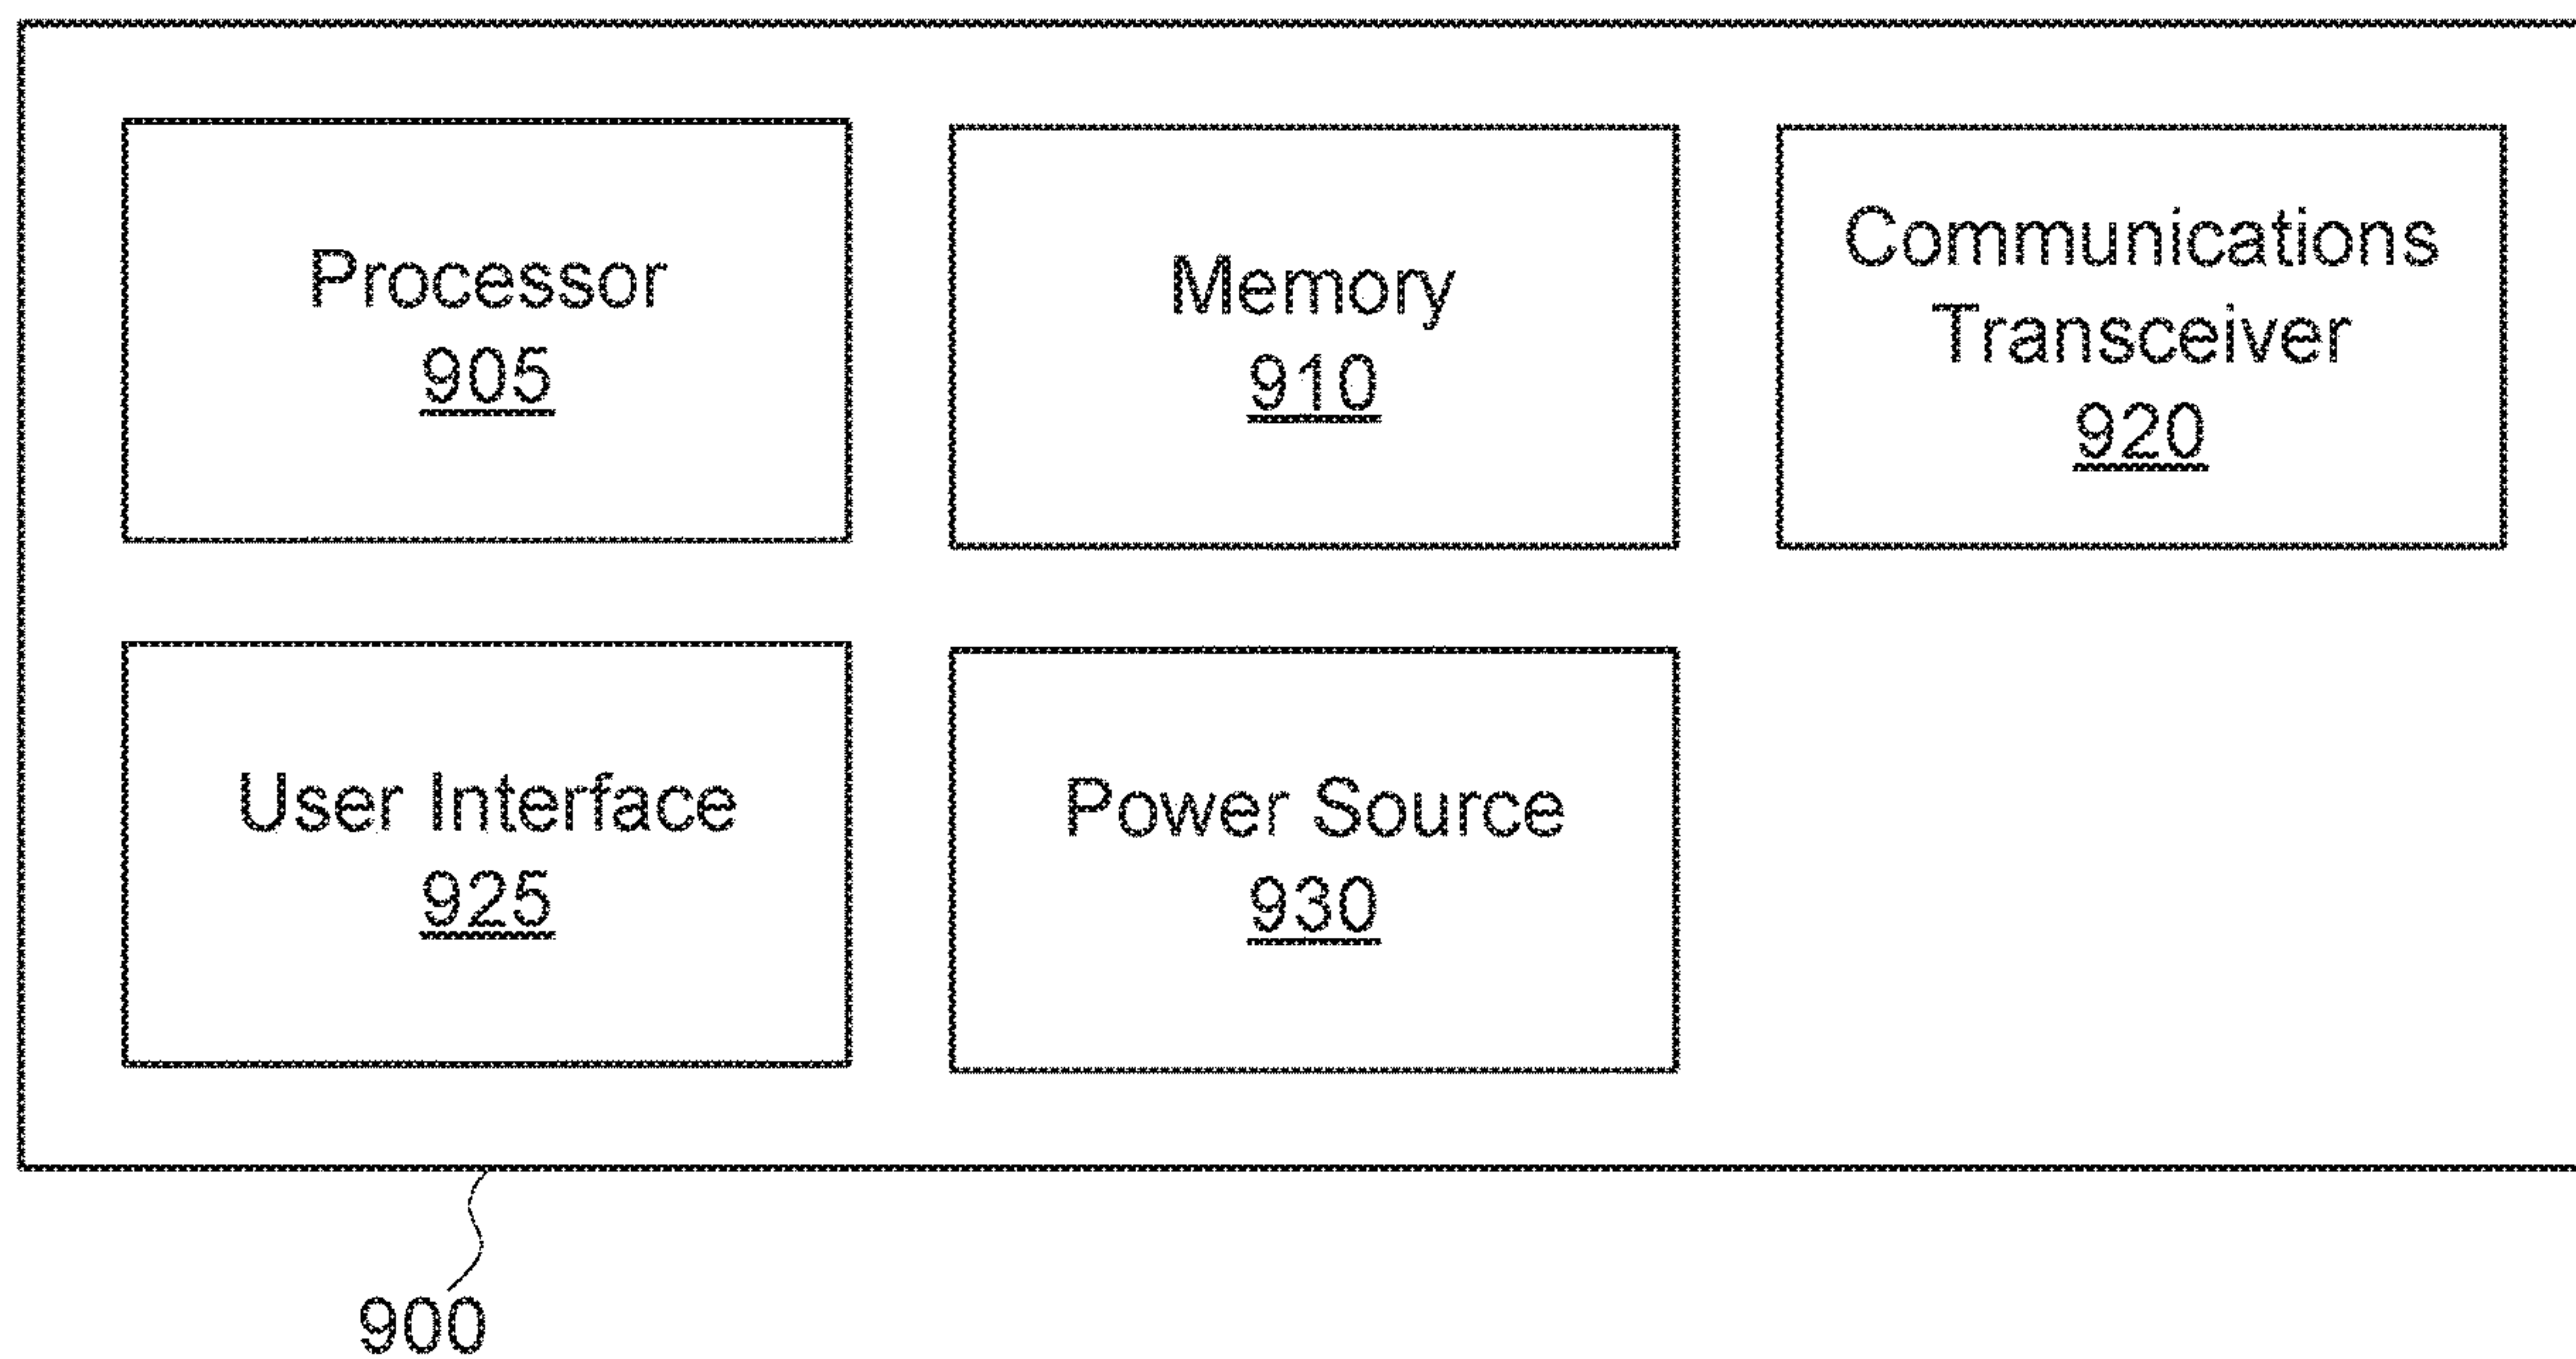 Processor
905
Memory
910
Communications
Transceiver
920
User Interface
925
Power Source
930
900